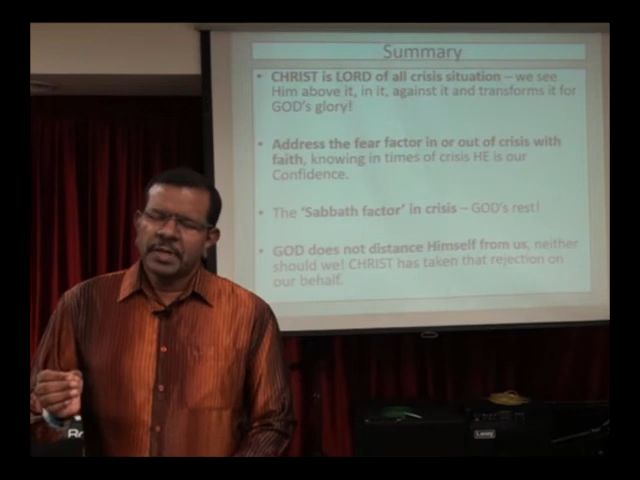 Summary
• CHRIST is LORD of all crisis situation – we see
Him above it, in it, against it and transforms it for
GOD's glory!
• Address the fear factor in or out of crisis with
faith, knowing in times of crisis HE is our
Confidence.
• The 'Sabbath factor' in crisis – GOD's rest!
• GOD does not distance Himself from us, neither
should we! CHRIST has taken that rejection on
our behalf.
Laney